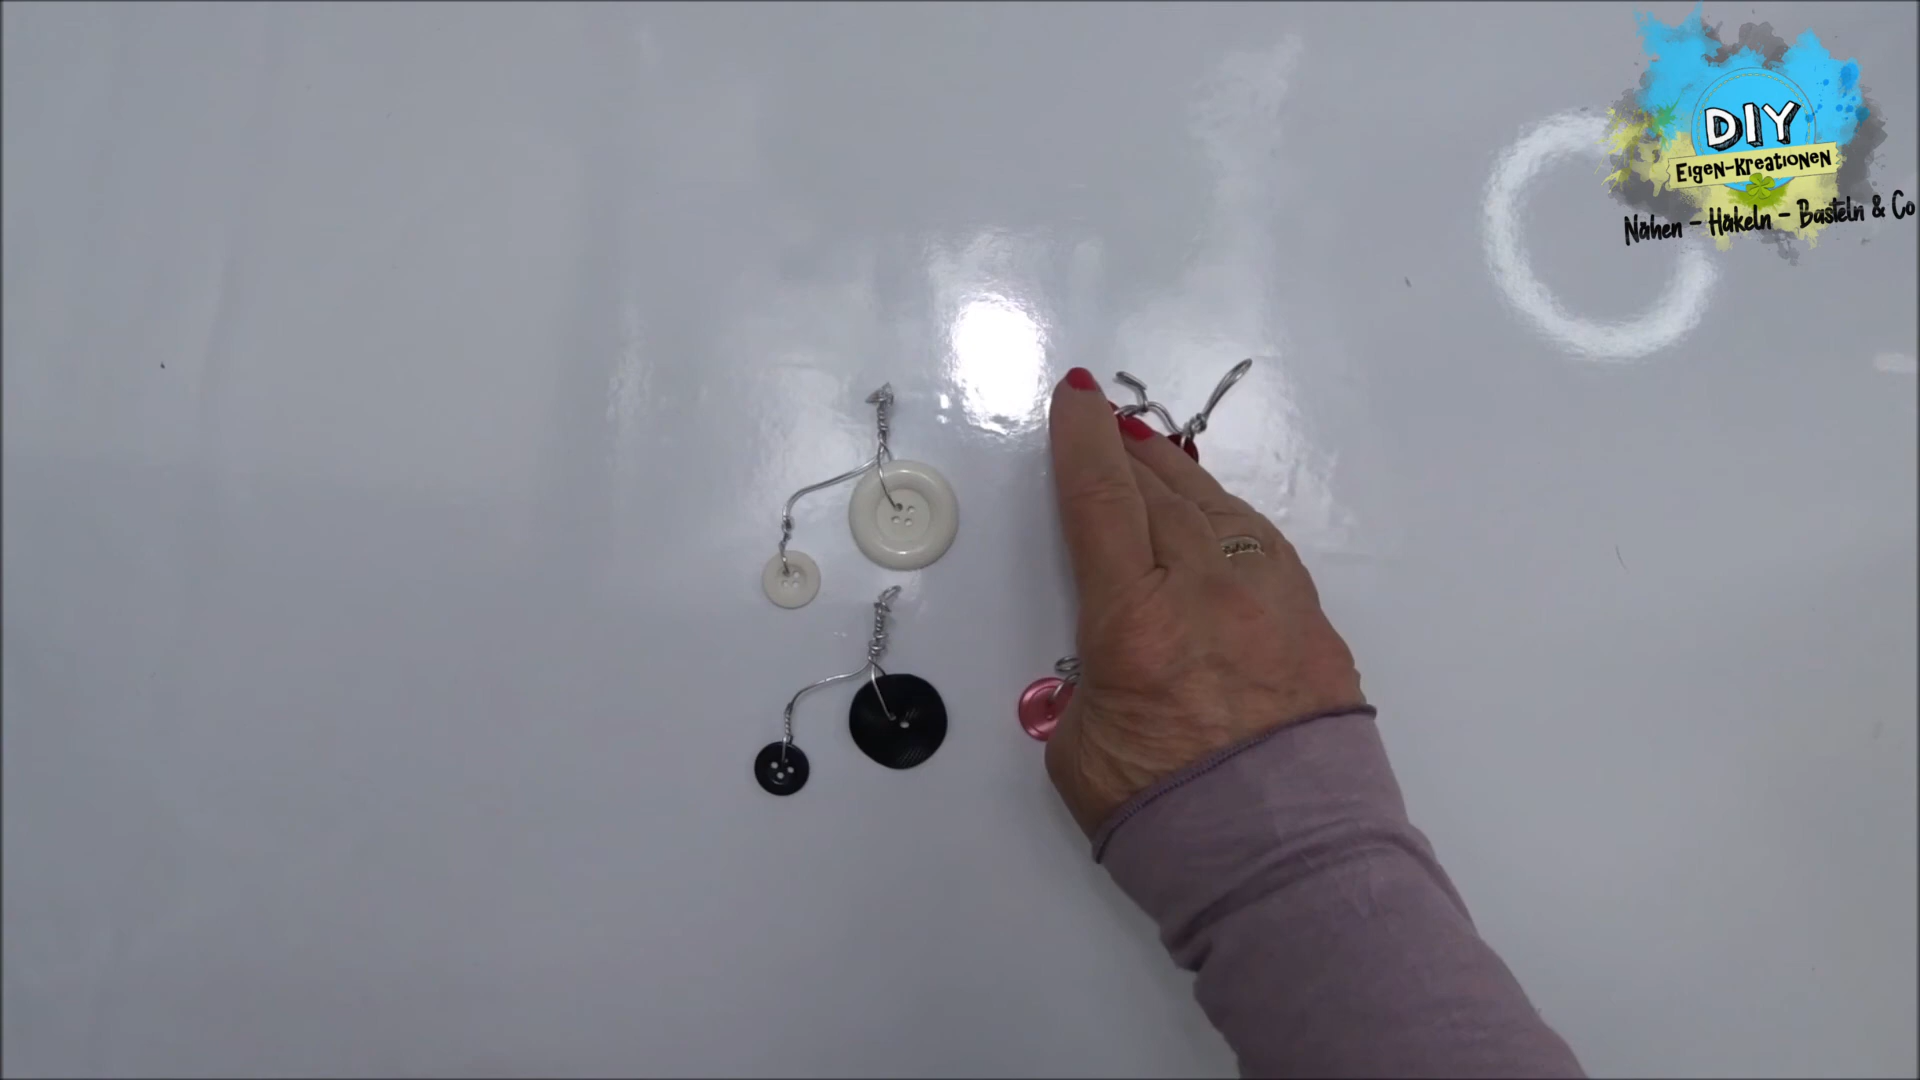 DIY
Eigen-Kreationen
Nähen - Häkeln - Basteln & Co